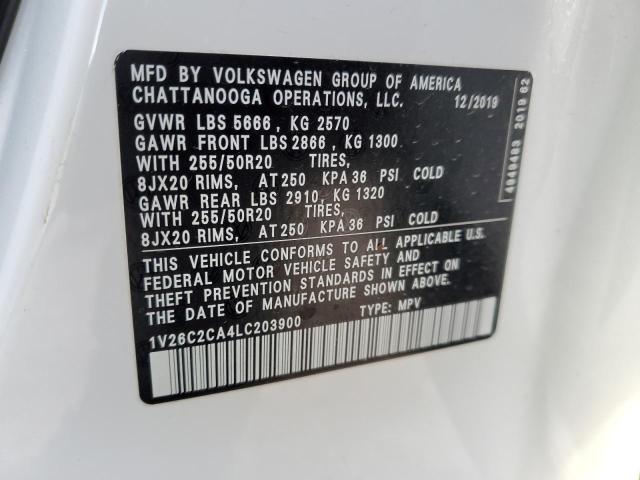 MFD BY VOLKSWAGEN GROUP OF AMERICA
CHATTANOOGA OPERATIONS, LLC. 12/2019
GVWR LBS 5666 , KG 2570
GAWR FRONT LBS 2866 , KG 1300
WITH 255/50R20 TIRES,
8JX20 RIMS, AT 250 KPA 36 PSI COLD
GAWR REAR LBS 2910, KG 1320
WITH 255/50R20 TIRES,
8JX20 RIMS, AT 250 KPA 36 PSI COLD
THIS VEHICLE CONFORMS TO ALL APPLICABLE U.S.
FEDERAL MOTOR VEHICLE SAFETY AND
THEFT PREVENTION STANDARDS IN EFFECT ON
THE DATE OF MANUFACTURE SHOWN ABOVE.
1V26C2CA4LC203900 TYPE: MPV
2019 62